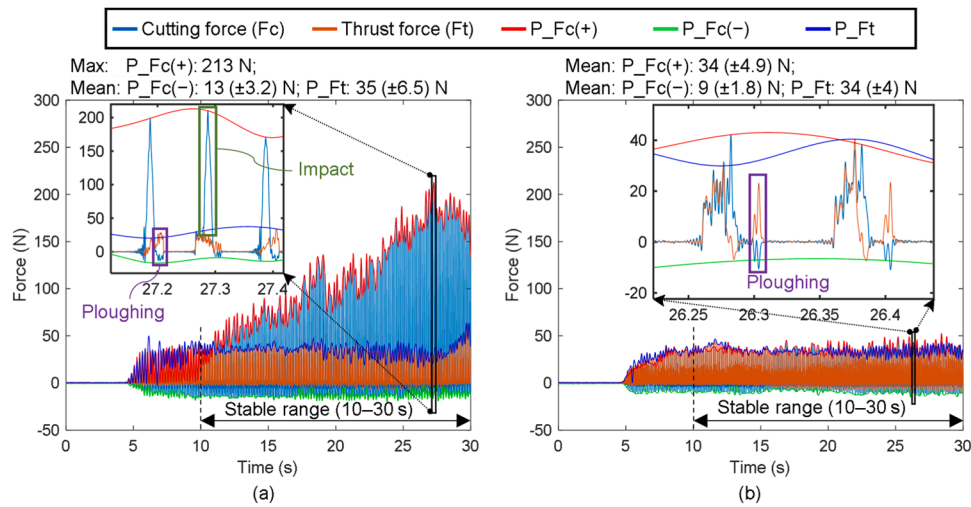 Cutting force (Fc) Thrust force (Ft) P_Fc(+) P_Fc(−) P_Ft
Max: P_Fc(+): 213 N;
Mean: P_Fc(−): 13 (±3.2) N; P_Ft: 35 (±6.5) N
300
250
200
150
100
50
0
-50
Force (N)
200
150
100
50
0
27.2 27.3 27.4
Impact
Ploughing
Stable range (10–30 s)
0 5 10 15 20 25 30
Time (s)
(a)
Mean: P_Fc(+): 34 (±4.9) N;
Mean: P_Fc(−): 9 (±1.8) N; P_Ft: 34 (±4) N
300
250
200
150
100
50
0
-50
Force (N)
40
20
0
-20
26.25 26.3 26.35 26.4
Ploughing
Stable range (10–30 s)
0 5 10 15 20 25 30
Time (s)
(b)